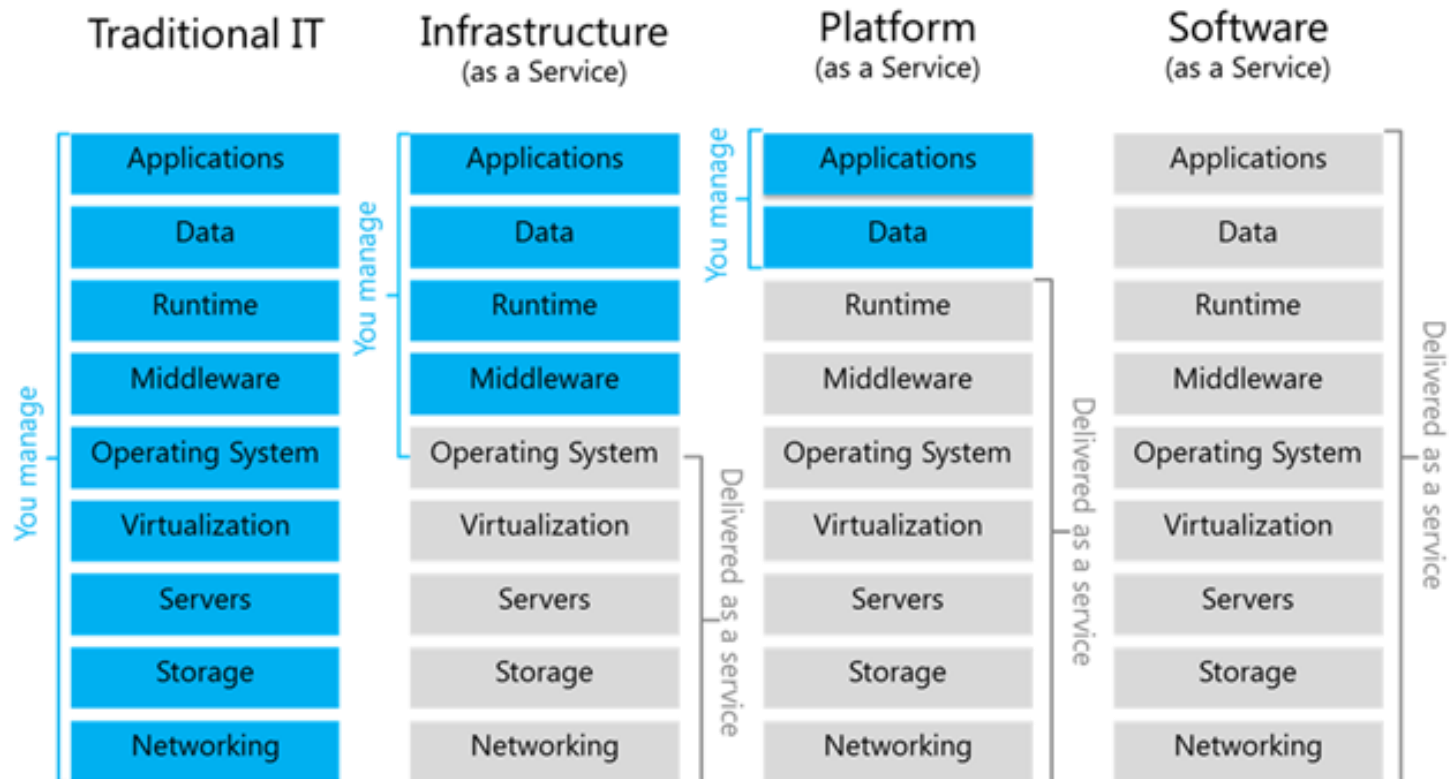 Traditional IT
Infrastructure
(as a Service)
Platform
(as a Service)
Software
(as a Service)
You manage
Applications
Data
Runtime
Middleware
Operating System
Virtualization
Servers
Storage
Networking
You manage
Applications
Data
Runtime
Middleware
Operating System
Virtualization
Servers
Storage
Networking
Delivered as a service
You manage
Applications
Data
Runtime
Middleware
Operating System
Virtualization
Servers
Storage
Networking
Delivered as a service
Applications
Data
Runtime
Middleware
Operating System
Virtualization
Servers
Storage
Networking
Delivered as a service